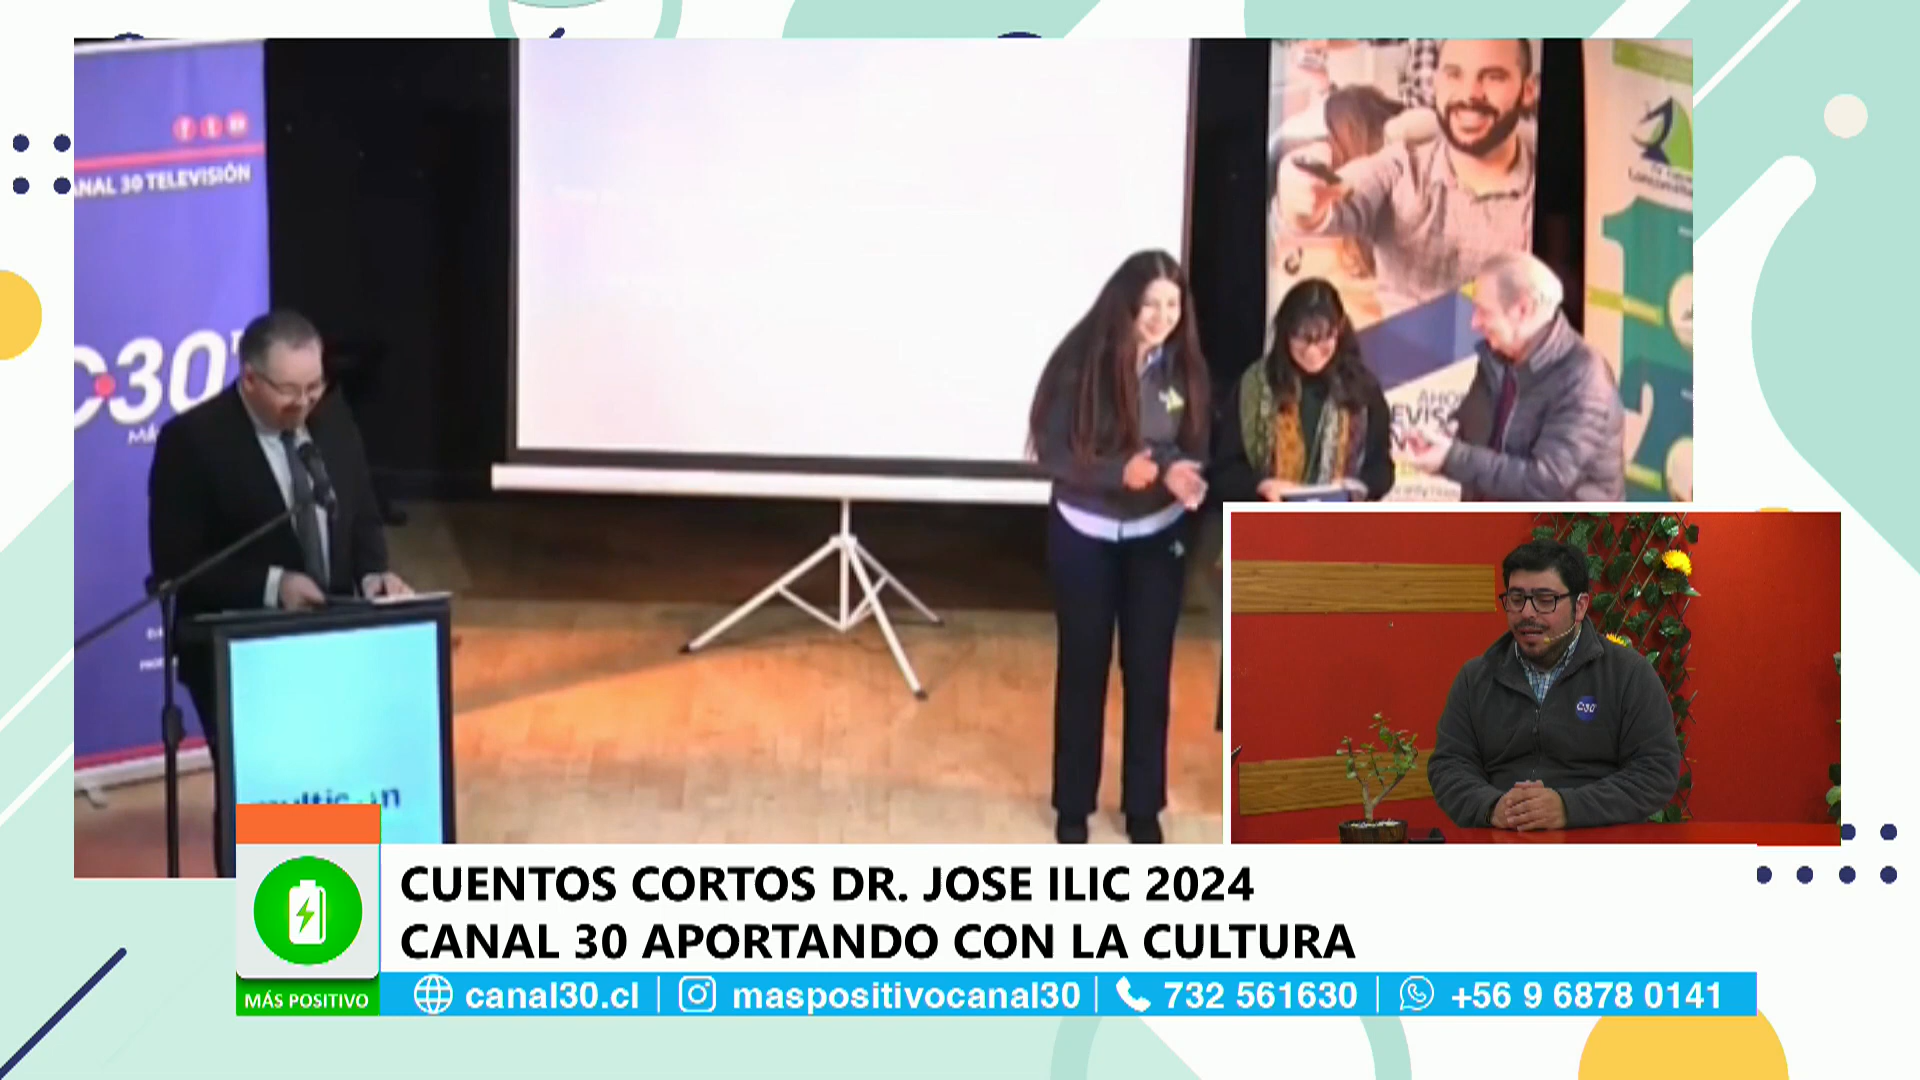 ANAL 30 TELEVISIÓN
C30
CUENTOS CORTOS DR. JOSE ILIC 2024
CANAL 30 APORTANDO CON LA CULTURA
MÁS POSITIVO
canal30.cl | maspositivocanal30 | 732 561630 | +56 9 6878 0141